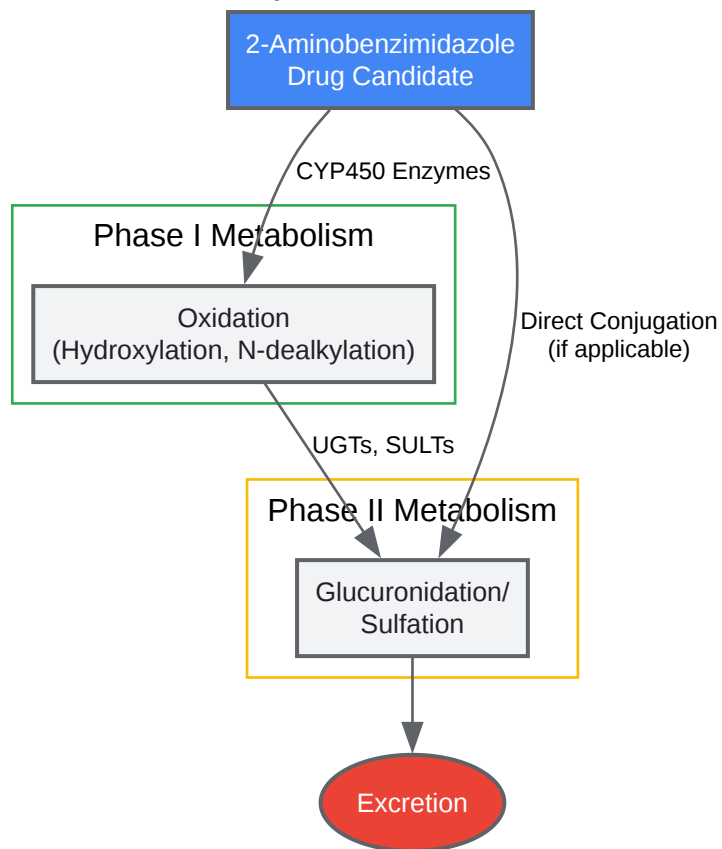 2-Aminobenzimidazole
Drug Candidate
CYP450 Enzymes
Phase I Metabolism
Oxidation
(Hydroxylation, N-dealkylation)
Direct Conjugation
(if applicable)
UGTs, SULTs
Phase II Metabolism
Glucuronidation/
Sulfation
Excretion